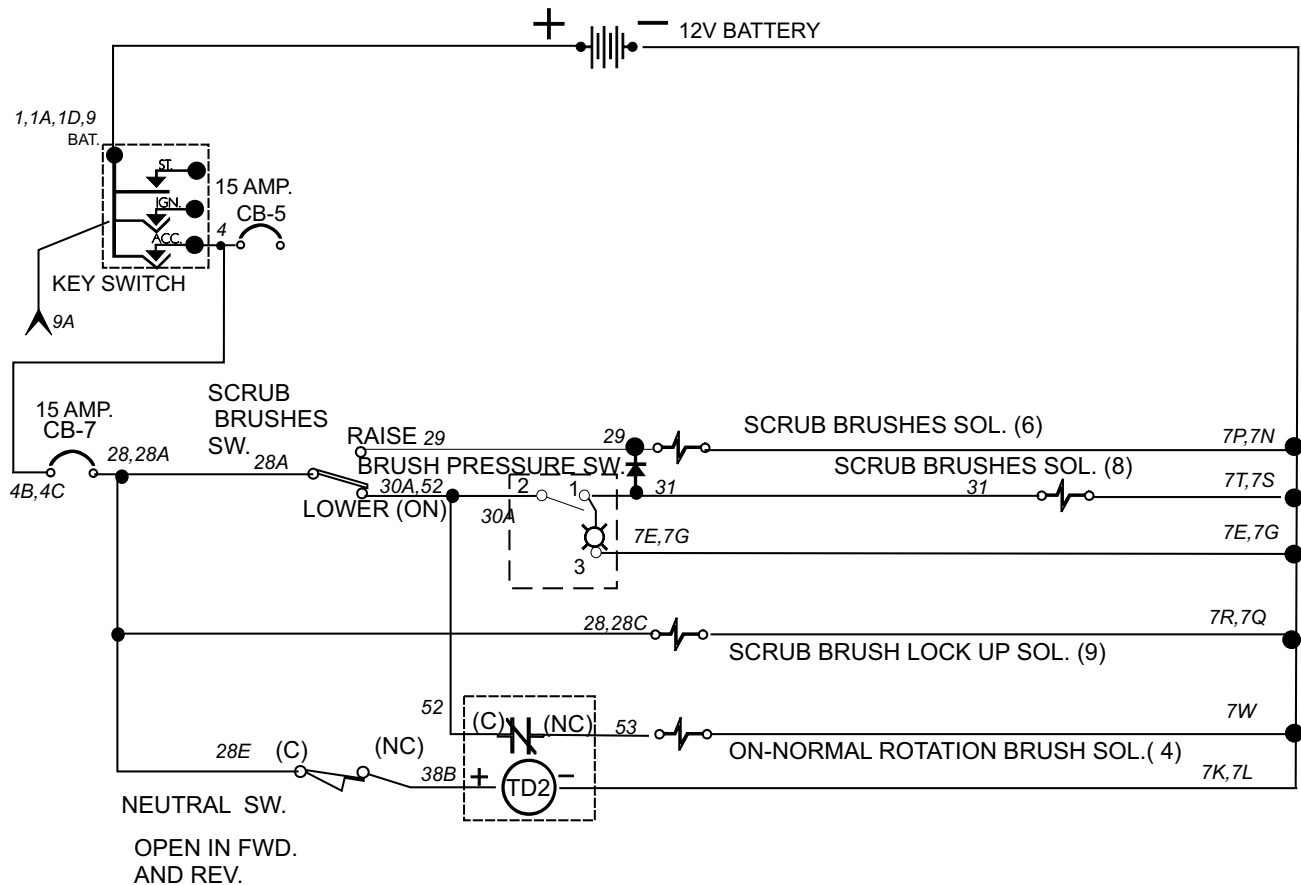 + − 12V BATTERY
1,1A,1D,9
BAT.
ST.
IGN.
ACC.
15 AMP.
CB-5
4
KEY SWITCH
9A
15 AMP.
CB-7
28,28A
4B,4C
SCRUB
BRUSHES
SW.
28A
RAISE 29
29
SCRUB BRUSHES SOL. (6)
7P,7N
BRUSH PRESSURE SW.
SCRUB BRUSHES SOL. (8)
30A,52
2
1
31
31
7T,7S
LOWER (ON)
30A
7E,7G
7E,7G
3
28,28C
7R,7Q
SCRUB BRUSH LOCK UP SOL. (9)
52
(C)
(NC)
53
7W
ON-NORMAL ROTATION BRUSH SOL.( 4)
28E
(C)
(NC)
38B
+
TD2
−
7K,7L
NEUTRAL SW.
OPEN IN FWD.
AND REV.